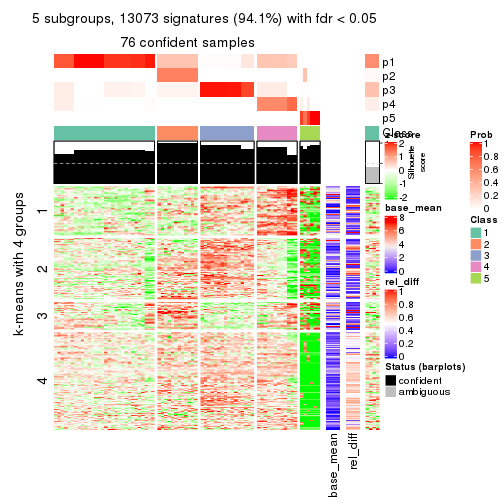 5 subgroups, 13073 signatures (94.1%) with fdr < 0.05
76 confident samples
p1
p2
p3
p4
p5
Class
Silhouette
score
1
2
3
4
k-means with 4 groups
base_mean
rel_diff
z-score
2
1
0
-1
-2
base_mean
8
6
4
2
0
rel_diff
1
0.8
0.6
0.4
0.2
0
Status (barplots)
confident
ambiguous
Prob
1
0.8
0.6
0.4
0.2
0
Class
1
2
3
4
5